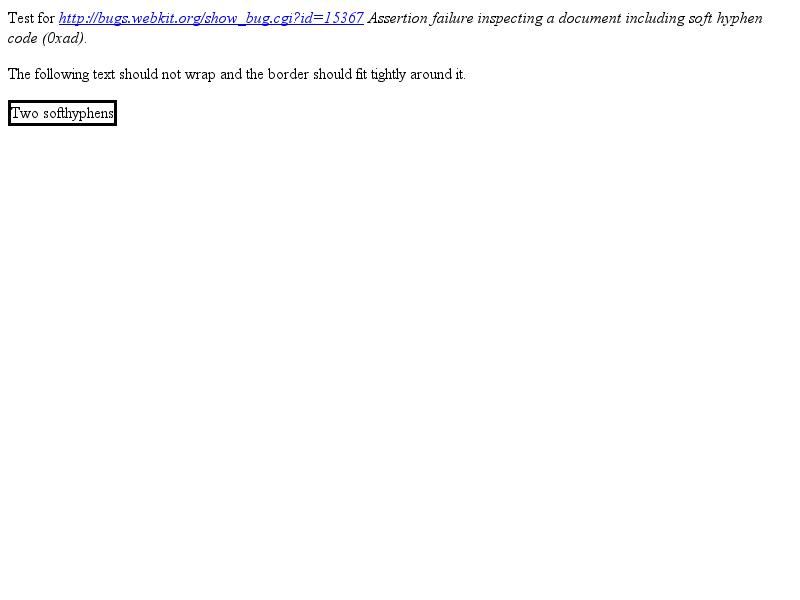 Test for http://bugs.webkit.org/show_bug.cgi?id=15367 Assertion failure inspecting a document including soft hyphen
code (0xad).
The following text should not wrap and the border should fit tightly around it.
Two softhyphens